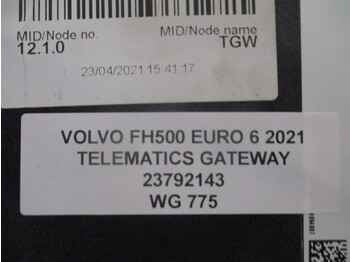 MID/Node no.
MID/Node name
12.1.0
TGW
23/04/2021 15 41 17
VOLVO FH500 EURO 6 2021
TELEMATICS GATEWAY
23792143
WG 775